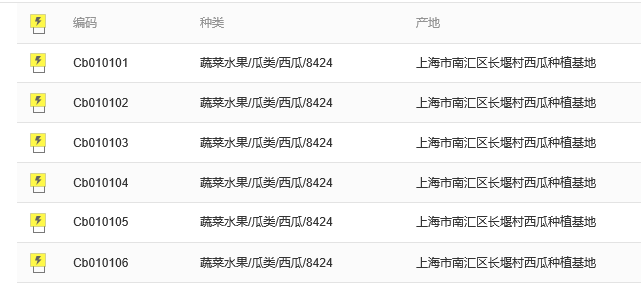 编码 种类 产地
Cb010101 蔬菜水果/瓜类/西瓜/8424 上海市南汇区长堰村西瓜种植基地
Cb010102 蔬菜水果/瓜类/西瓜/8424 上海市南汇区长堰村西瓜种植基地
Cb010103 蔬菜水果/瓜类/西瓜/8424 上海市南汇区长堰村西瓜种植基地
Cb010104 蔬菜水果/瓜类/西瓜/8424 上海市南汇区长堰村西瓜种植基地
Cb010105 蔬菜水果/瓜类/西瓜/8424 上海市南汇区长堰村西瓜种植基地
Cb010106 蔬菜水果/瓜类/西瓜/8424 上海市南汇区长堰村西瓜种植基地